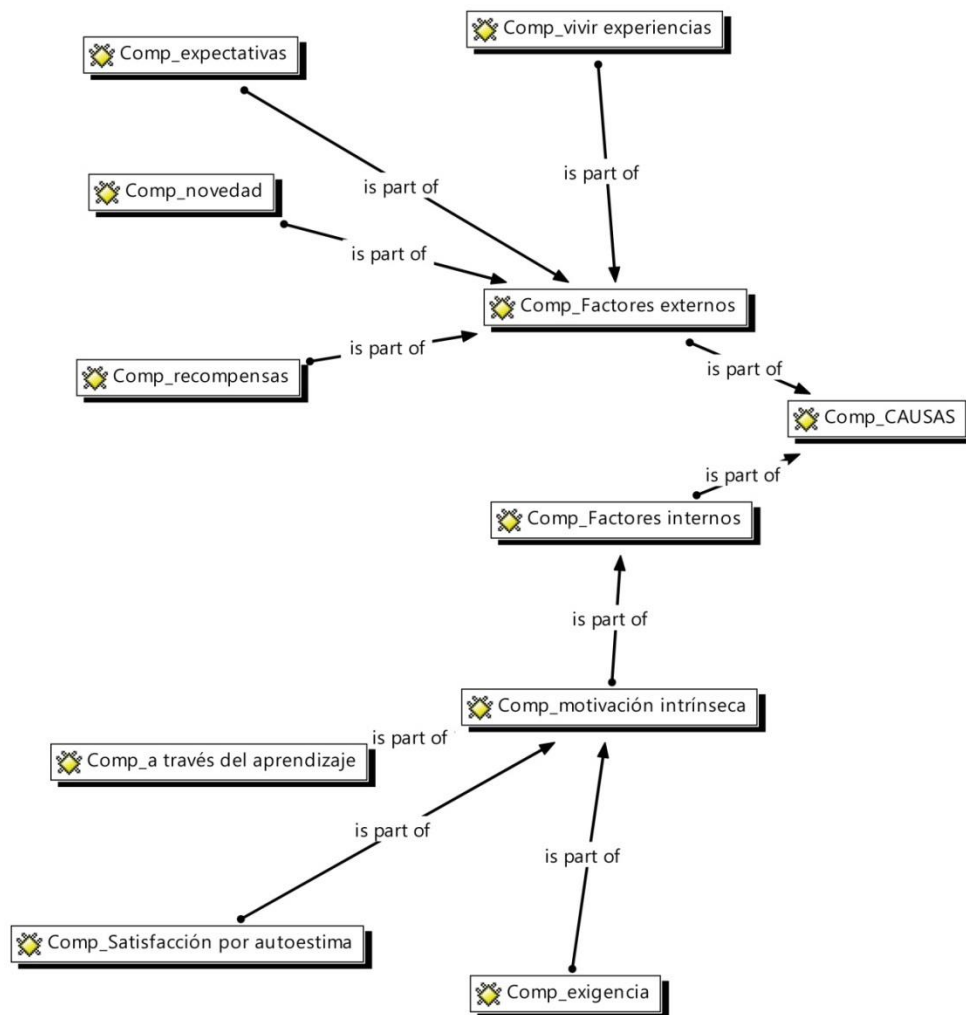 Comp_vivir experiencias
Comp_expectativas
is part of
is part of
Comp_novedad
is part of
Comp_Factores externos
is part of
Comp_recompensas
is part of
Comp_CAUSAS
is part of
Comp_Factores internos
is part of
Comp_motivación intrínseca
is part of
Comp_a través del aprendizaje
is part of
is part of
Comp_Satisfacción por autoestima
Comp_exigencia